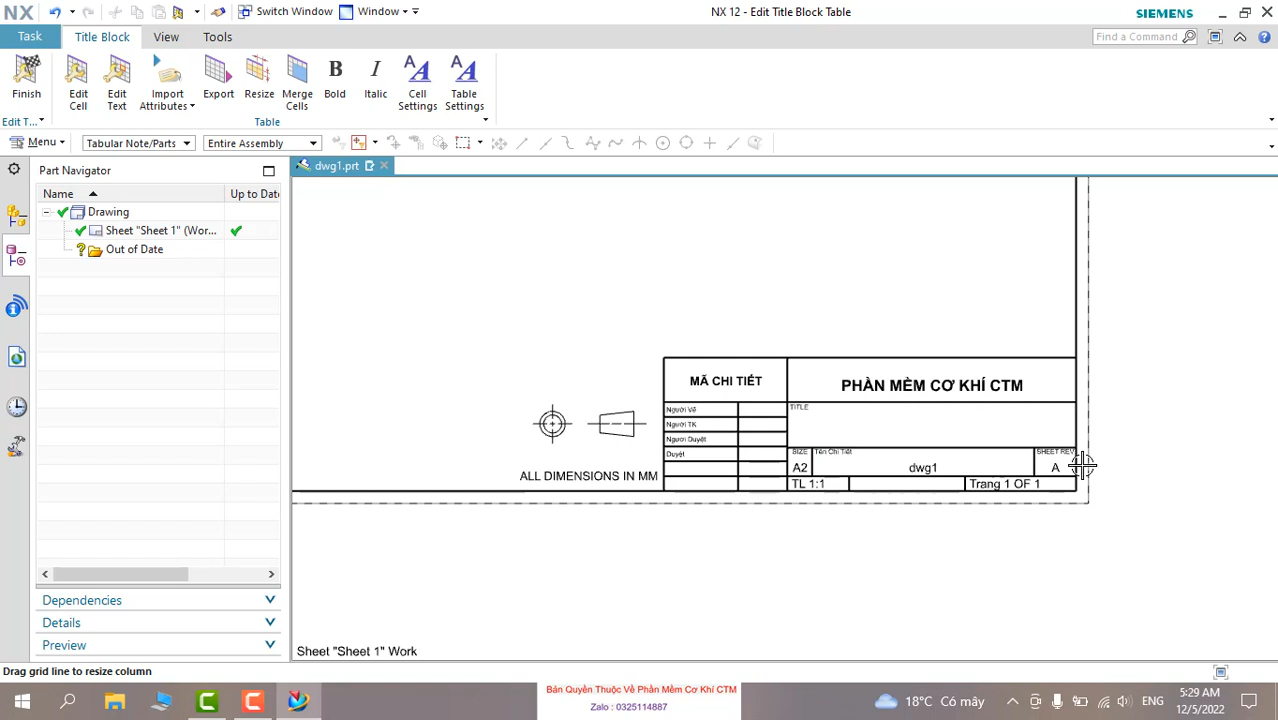 NX
Switch Window
Window
NX 12 - Edit Title Block Table
SIEMENS
Task
Title Block
View
Tools
Find a Command
Finish
Edit Cell
Edit Text
Import Attributes
Export
Resize
Merge Cells
B
Bold
I
Italic
Cell Settings
Table Settings
Edit T...
Table
Menu
Tabular Note/Parts
Entire Assembly
Part Navigator
dwg1.prt
Name
Up to Date
Drawing
Sheet "Sheet 1" (Wor...
Out of Date
Dependencies
Details
Preview
MÃ CHI TIẾT
PHẦN MỀM CƠ KHÍ CTM
Người Vẽ
TITLE
Người TK
Người Duyệt
Duyệt
SIZE
Tên Chi Tiết
SHEET REV
A2
dwg1
A
ALL DIMENSIONS IN MM
TL 1:1
Trang 1 OF 1
Sheet "Sheet 1" Work
Drag grid line to resize column
Bản Quyền Thuộc Về Phần Mềm Cơ Khí CTM
Zalo : 0325114887
18°C Có mây
ENG
5:29 AM
12/5/2022